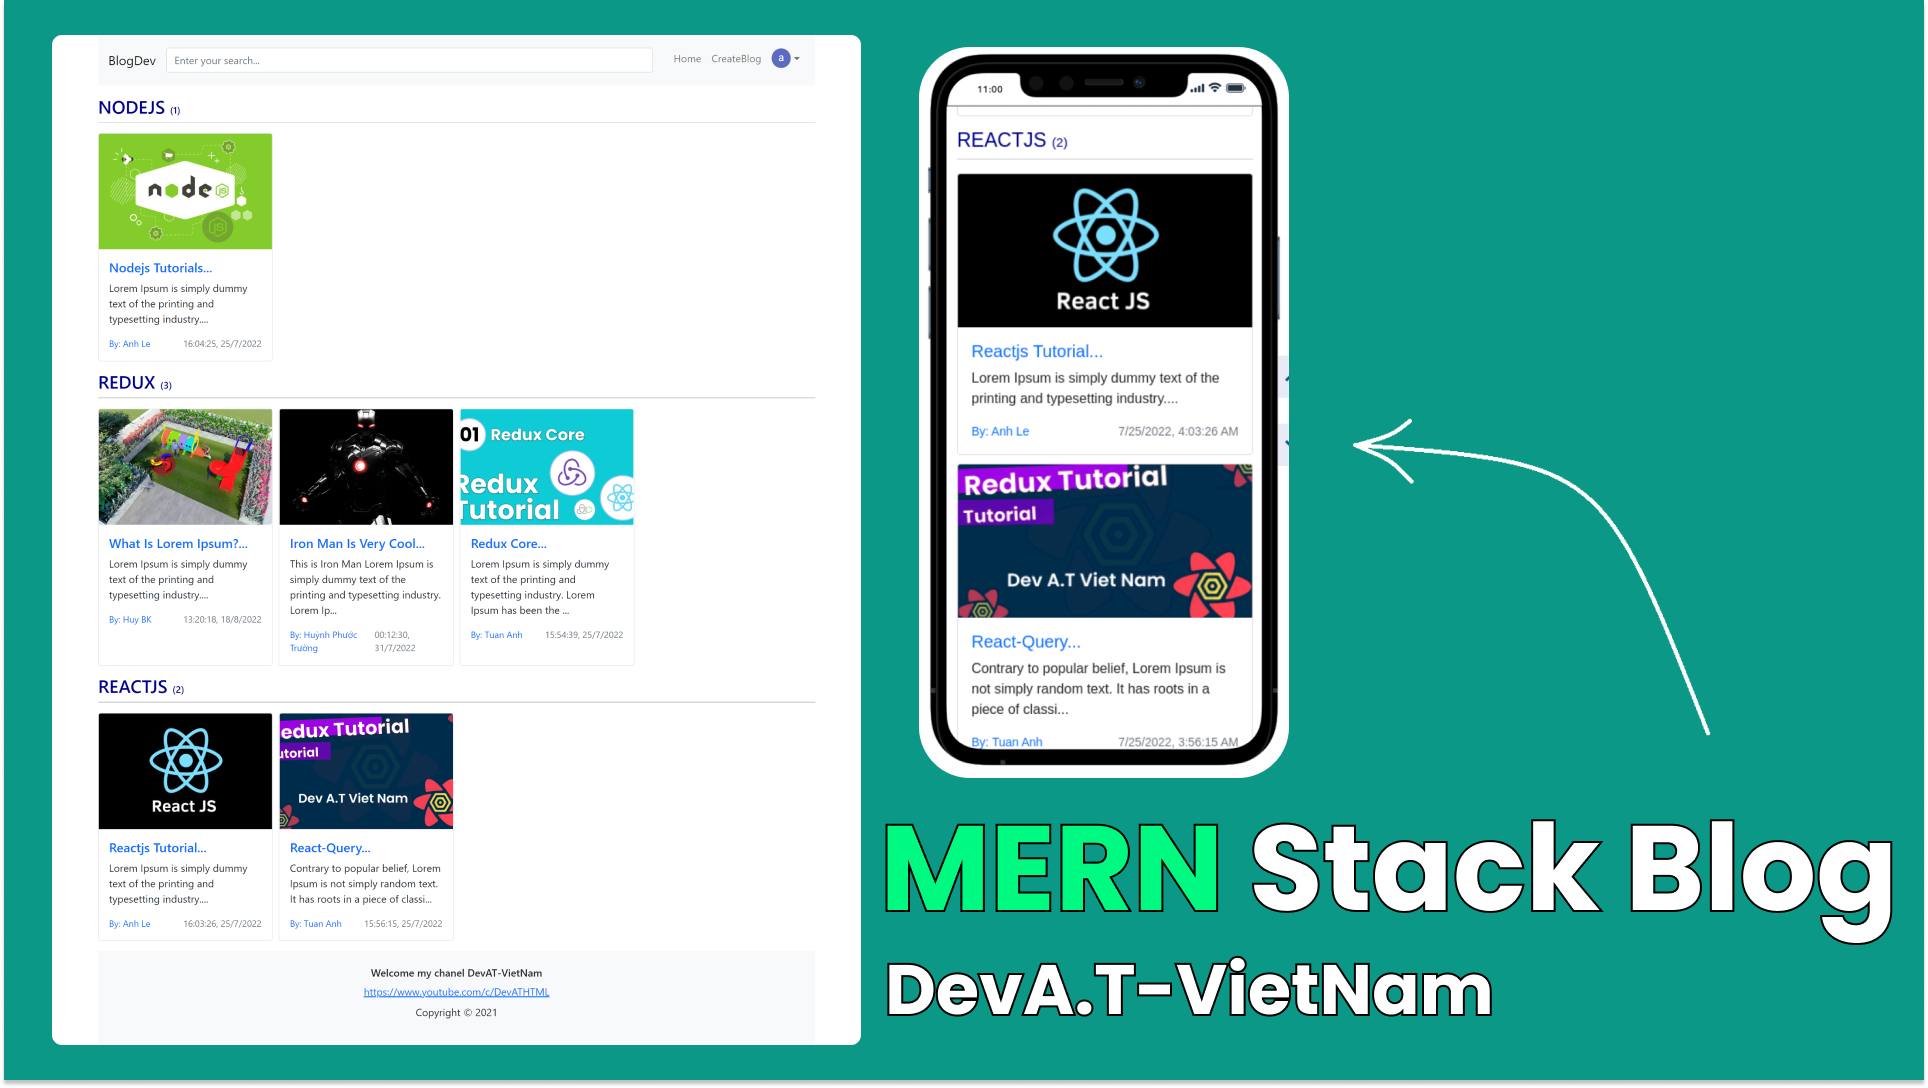 BlogDev
Enter your search...
Home
CreateBlog
a
NODEJS (1)
node JS
JS
Nodejs Tutorials...
Lorem Ipsum is simply dummy
text of the printing and
typesetting industry....
By: Anh Le
16:04:25, 25/7/2022
REDUX (3)
What Is Lorem Ipsum?...
Lorem Ipsum is simply dummy
text of the printing and
typesetting industry....
By: Huy BK
13:20:18, 18/8/2022
Iron Man Is Very Cool...
This is Iron Man Lorem Ipsum is
simply dummy text of the
printing and typesetting industry.
Lorem Ip...
By: Huỳnh Phước
Trường
00:12:30,
31/7/2022
01 Redux Core
Redux
Tutorial
Redux Core...
Lorem Ipsum is simply dummy
text of the printing and
typesetting industry. Lorem
Ipsum has been the ...
By: Tuan Anh
15:54:39, 25/7/2022
REACTJS (2)
React JS
Reactjs Tutorial...
Lorem Ipsum is simply dummy
text of the printing and
typesetting industry....
By: Anh Le
16:03:26, 25/7/2022
edux Tutorial
utorial
Dev A.T Viet Nam
React-Query...
Contrary to popular belief, Lorem
Ipsum is not simply random text.
It has roots in a piece of classi...
By: Tuan Anh
15:56:15, 25/7/2022
Welcome my chanel DevAT-VietNam
https://www.youtube.com/c/DevATHTML
Copyright © 2021
11:00
REACTJS (2)
React JS
Reactjs Tutorial...
Lorem Ipsum is simply dummy text of the
printing and typesetting industry....
By: Anh Le
7/25/2022, 4:03:26 AM
Redux Tutorial
Tutorial
Dev A.T Viet Nam
React-Query...
Contrary to popular belief, Lorem Ipsum is
not simply random text. It has roots in a
piece of classi...
By: Tuan Anh
7/25/2022, 3:56:15 AM
MERN Stack Blog
DevA.T-VietNam